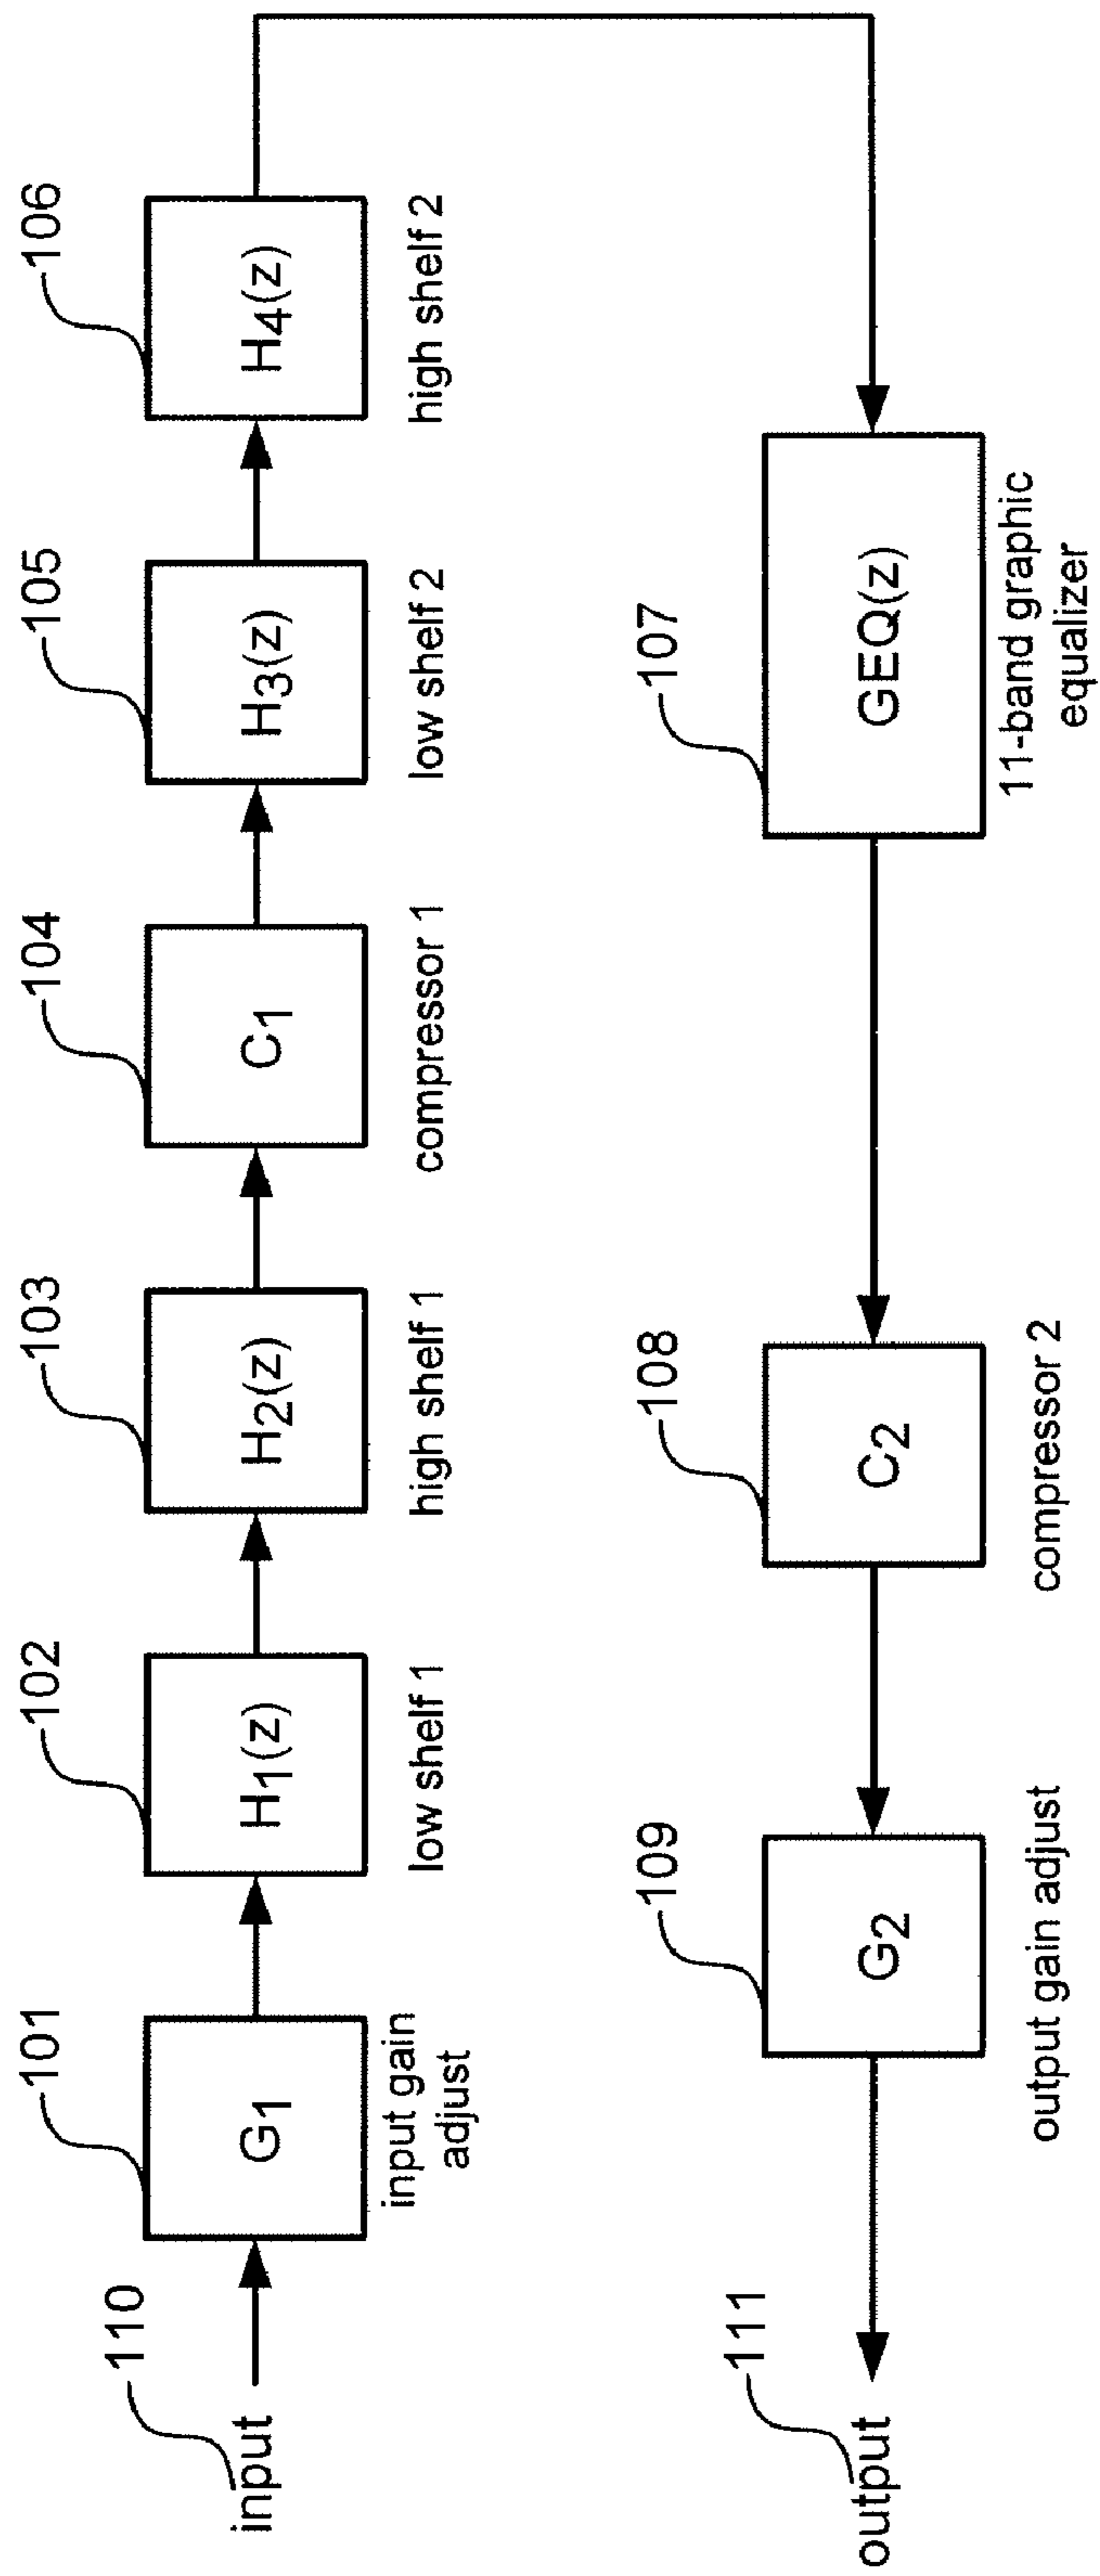 101
102
103
104
105
106
110
input
G1
H1(z)
H2(z)
C1
H3(z)
H4(z)
input gain
adjust
low shelf 1
high shelf 1
compressor 1
low shelf 2
high shelf 2
111
109
108
107
output
G2
C2
GEQ(z)
output gain adjust
compressor 2
11-band graphic
equalizer